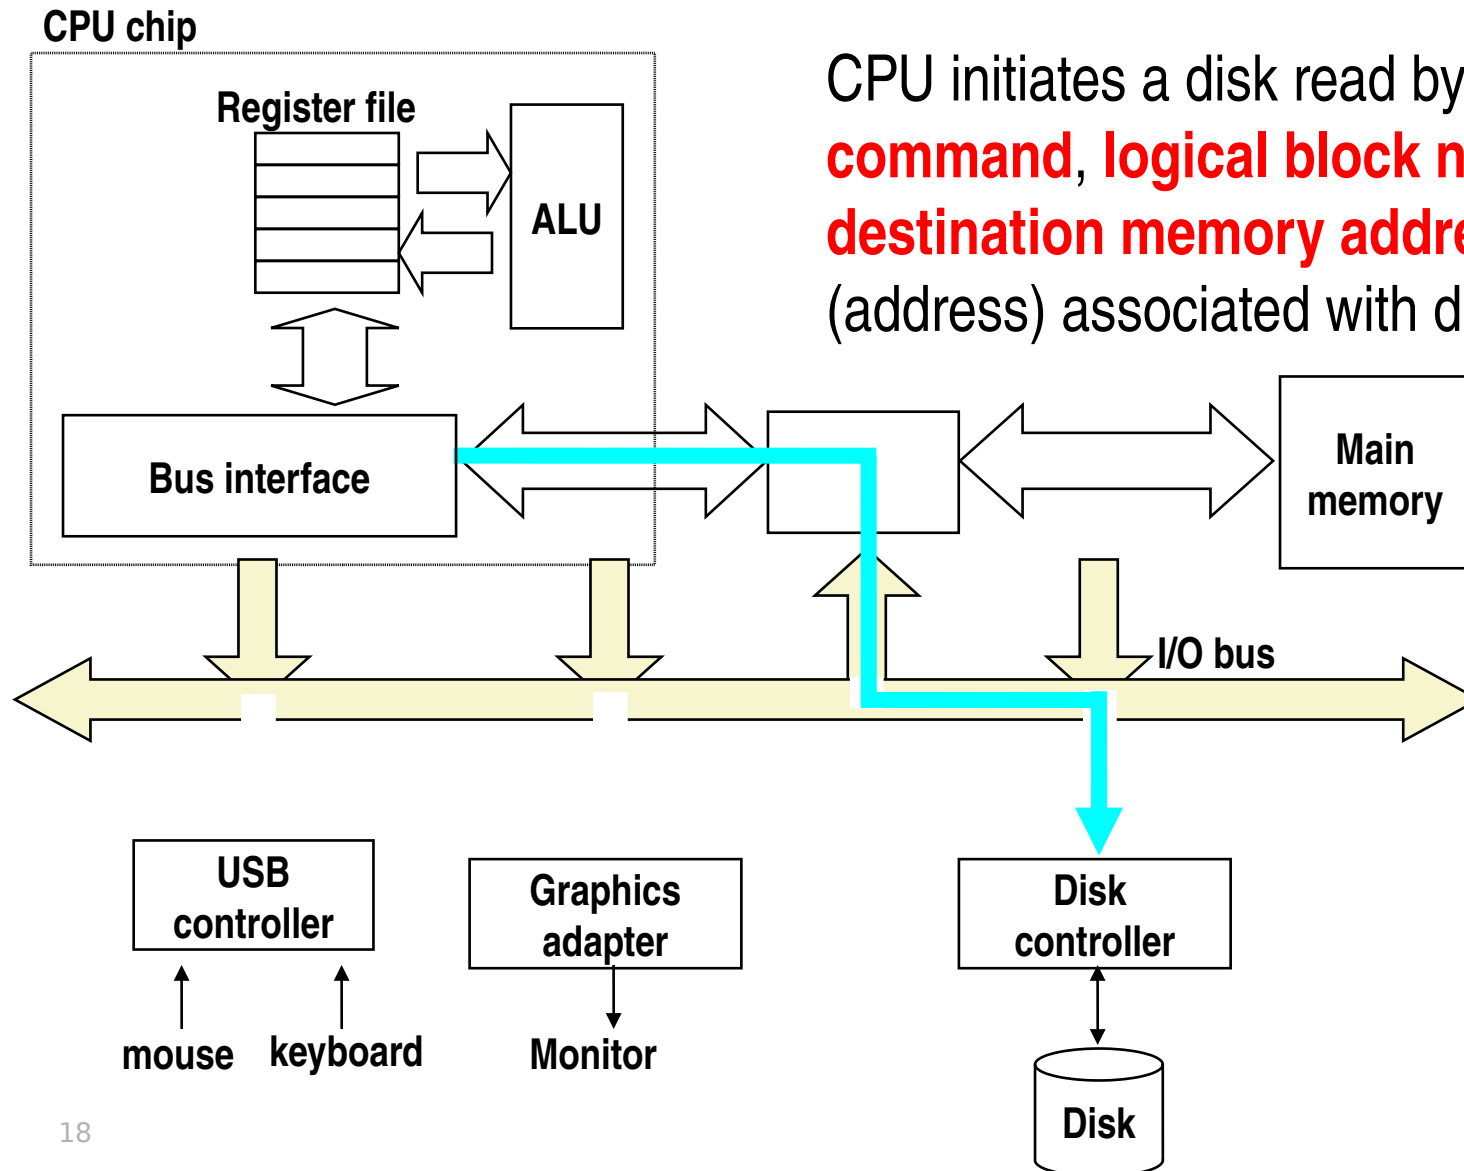 CPU chip
CPU initiates a disk read by
command, logical block n
destination memory addre
(address) associated with d
Register file
ALU
Bus interface
Main
memory
I/O bus
USB
controller
Graphics
adapter
Disk
controller
mouse
keyboard
Monitor
Disk
18